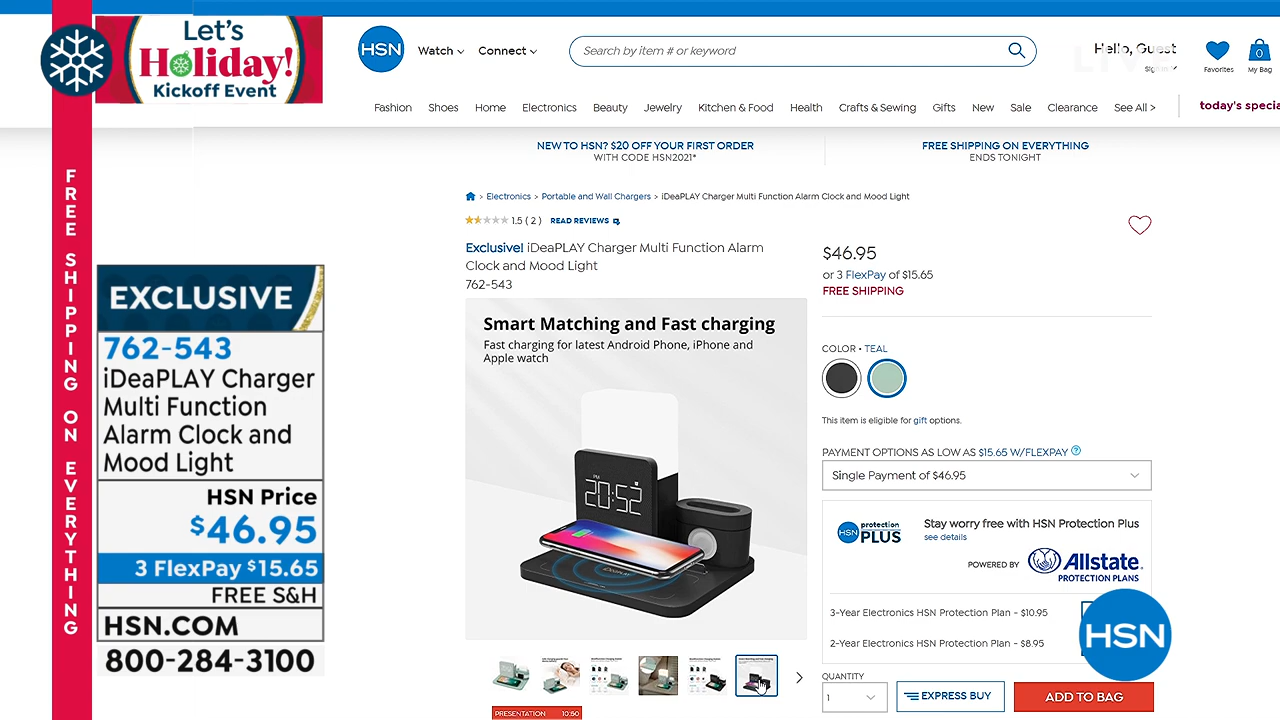 Let's
Holiday!
Kickoff Event
FREE SHIPPING ON EVERYTHING
EXCLUSIVE
762-543
iDeaPLAY Charger
Multi Function
Alarm Clock and
Mood Light
HSN Price
$46.95
3 FlexPay $15.65
FREE S&H
HSN.COM
800-284-3100
HSN
Watch
Connect
Search by item # or keyword
LIVE
Hello, Guest
Sign In
Favorites
0
My Bag
Fashion Shoes Home Electronics Beauty Jewelry Kitchen & Food Health Crafts & Sewing Gifts New Sale Clearance See All > today's specia
NEW TO HSN? $20 OFF YOUR FIRST ORDER
WITH CODE HSN2021*
FREE SHIPPING ON EVERYTHING
ENDS TONIGHT
> Electronics > Portable and Wall Chargers > iDeaPLAY Charger Multi Function Alarm Clock and Mood Light
1.5 ( 2 ) READ REVIEWS
Exclusive! iDeaPLAY Charger Multi Function Alarm
Clock and Mood Light
762-543
Smart Matching and Fast charging
Fast charging for latest Android Phone, iPhone and
Apple watch
PM
20:52
iDEAPLAY
PRESENTATION 10:50
$46.95
or 3 FlexPay of $15.65
FREE SHIPPING
COLOR • TEAL
This item is eligible for gift options.
PAYMENT OPTIONS AS LOW AS $15.65 W/FLEXPAY ?
Single Payment of $46.95
HSN protection PLUS
Stay worry free with HSN Protection Plus
see details
POWERED BY Allstate.
PROTECTION PLANS
3-Year Electronics HSN Protection Plan - $10.95
2-Year Electronics HSN Protection Plan - $8.95
HSN
QUANTITY
1
EXPRESS BUY
ADD TO BAG